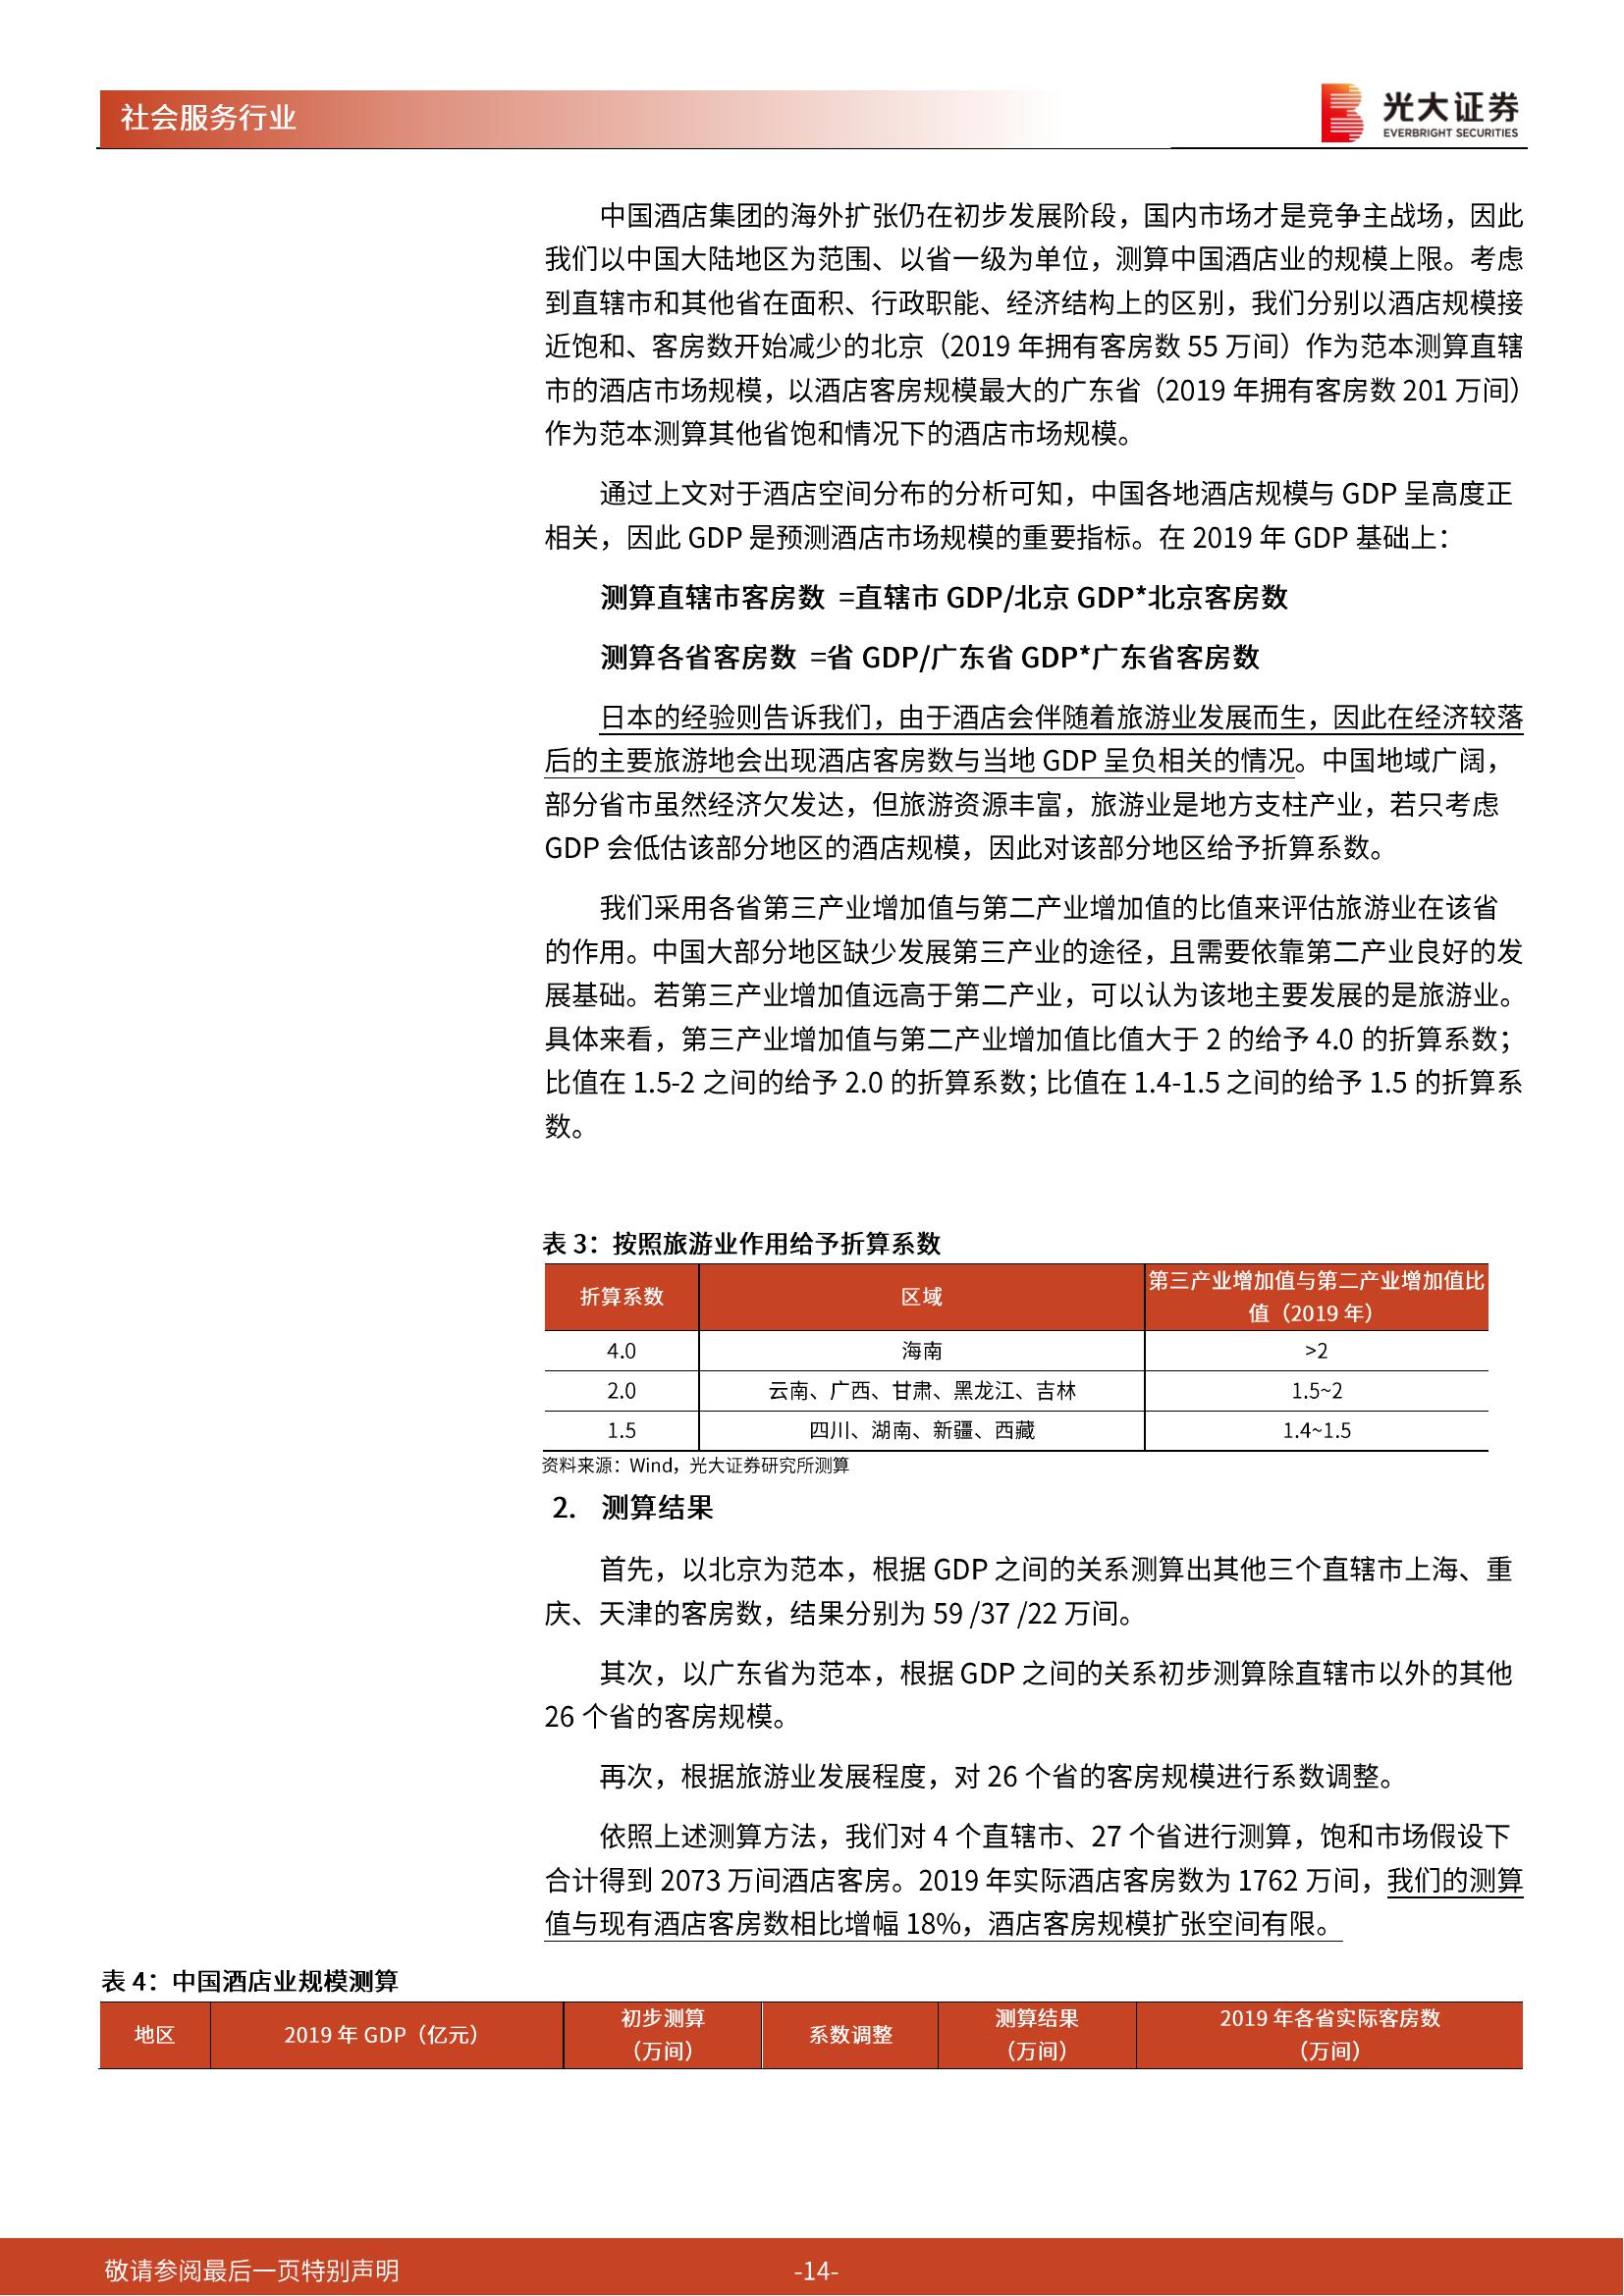 社会服务行业
光大证券
EVERBRIGHT SECURITIES
中国酒店集团的海外扩张仍在初步发展阶段，国内市场才是竞争主战场，因此
我们以中国大陆地区为范围、以省一级为单位，测算中国酒店业的规模上限。考虑
到直辖市和其他省在面积、行政职能、经济结构上的区别，我们分别以酒店规模接
近饱和、客房数开始减少的北京（2019 年拥有客房数 55 万间）作为范本测算直辖
市的酒店市场规模，以酒店客房规模最大的广东省（2019 年拥有客房数 201 万间）
作为范本测算其他省饱和情况下的酒店市场规模。
通过上文对于酒店空间分布的分析可知，中国各地酒店规模与 GDP 呈高度正
相关，因此 GDP 是预测酒店市场规模的重要指标。在 2019 年 GDP 基础上：
测算直辖市客房数 =直辖市 GDP/北京 GDP*北京客房数
测算各省客房数 =省 GDP/广东省 GDP*广东省客房数
日本的经验则告诉我们，由于酒店会伴随着旅游业发展而生，因此在经济较落
后的主要旅游地会出现酒店客房数与当地 GDP 呈负相关的情况。中国地域广阔，
部分省市虽然经济欠发达，但旅游资源丰富，旅游业是地方支柱产业，若只考虑
GDP 会低估该部分地区的酒店规模，因此对该部分地区给予折算系数。
我们采用各省第三产业增加值与第二产业增加值的比值来评估旅游业在该省
的作用。中国大部分地区缺少发展第三产业的途径，且需要依靠第二产业良好的发
展基础。若第三产业增加值远高于第二产业，可以认为该地主要发展的是旅游业。
具体来看，第三产业增加值与第二产业增加值比值大于 2 的给予 4.0 的折算系数；
比值在 1.5-2 之间的给予 2.0 的折算系数；比值在 1.4-1.5 之间的给予 1.5 的折算系
数。
表 3：按照旅游业作用给予折算系数
折算系数 区域 第三产业增加值与第二产业增加值比
值（2019 年）
4.0 海南 >2
2.0 云南、广西、甘肃、黑龙江、吉林 1.5~2
1.5 四川、湖南、新疆、西藏 1.4~1.5
资料来源：Wind，光大证券研究所测算
2. 测算结果
首先，以北京为范本，根据 GDP 之间的关系测算出其他三个直辖市上海、重
庆、天津的客房数，结果分别为 59 /37 /22 万间。
其次，以广东省为范本，根据 GDP 之间的关系初步测算除直辖市以外的其他
26 个省的客房规模。
再次，根据旅游业发展程度，对 26 个省的客房规模进行系数调整。
依照上述测算方法，我们对 4 个直辖市、27 个省进行测算，饱和市场假设下
合计得到 2073 万间酒店客房。2019 年实际酒店客房数为 1762 万间，我们的测算
值与现有酒店客房数相比增幅 18%，酒店客房规模扩张空间有限。
表 4：中国酒店业规模测算
地区 2019 年 GDP（亿元） 初步测算 系数调整 测算结果 2019 年各省实际客房数
（万间） （万间） （万间）
敬请参阅最后一页特别声明 -14-